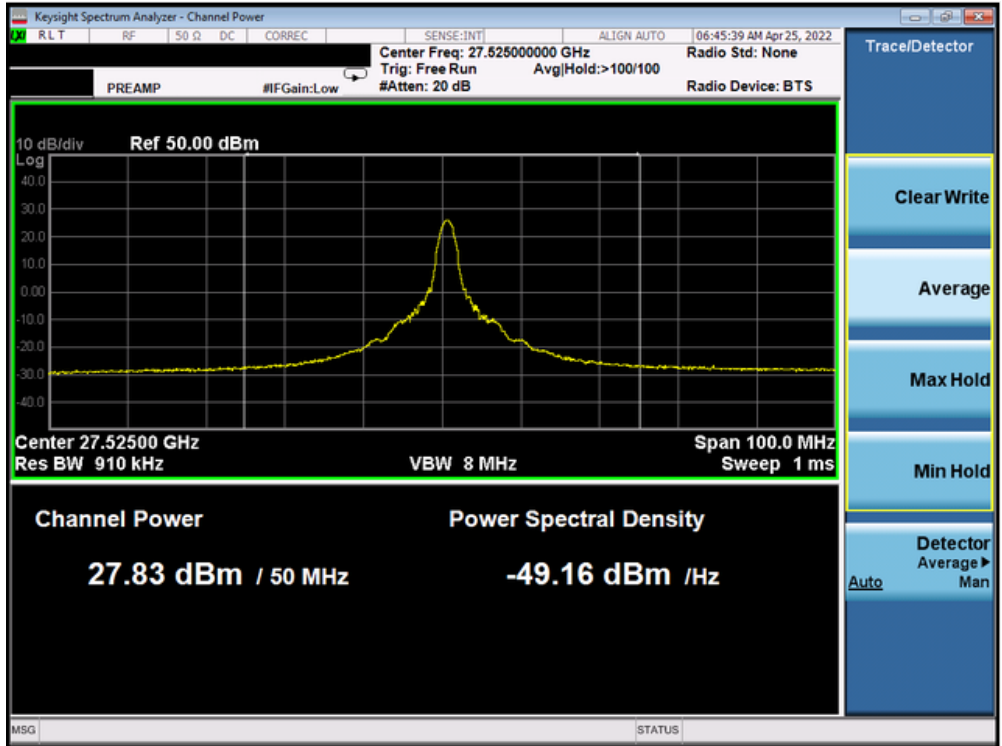 Keysight Spectrum Analyzer - Channel Power
RLT RF 50 Ω DC CORREC SENSE:INT ALIGN AUTO 06:45:39 AM Apr 25, 2022
Center Freq: 27.525000000 GHz Radio Std: None
Trig: Free Run Avg|Hold:>100/100
PREAMP #IFGain:Low #Atten: 20 dB Radio Device: BTS
Trace/Detector
10 dB/div Ref 50.00 dBm
Log
40.0
30.0
20.0
10.0
0.00
-10.0
-20.0
-30.0
-40.0
Center 27.52500 GHz Span 100.0 MHz
Res BW 910 kHz VBW 8 MHz Sweep 1 ms
Channel Power Power Spectral Density
27.83 dBm / 50 MHz -49.16 dBm /Hz
Clear Write
Average
Max Hold
Min Hold
Detector
Average▶
Auto Man
MSG STATUS